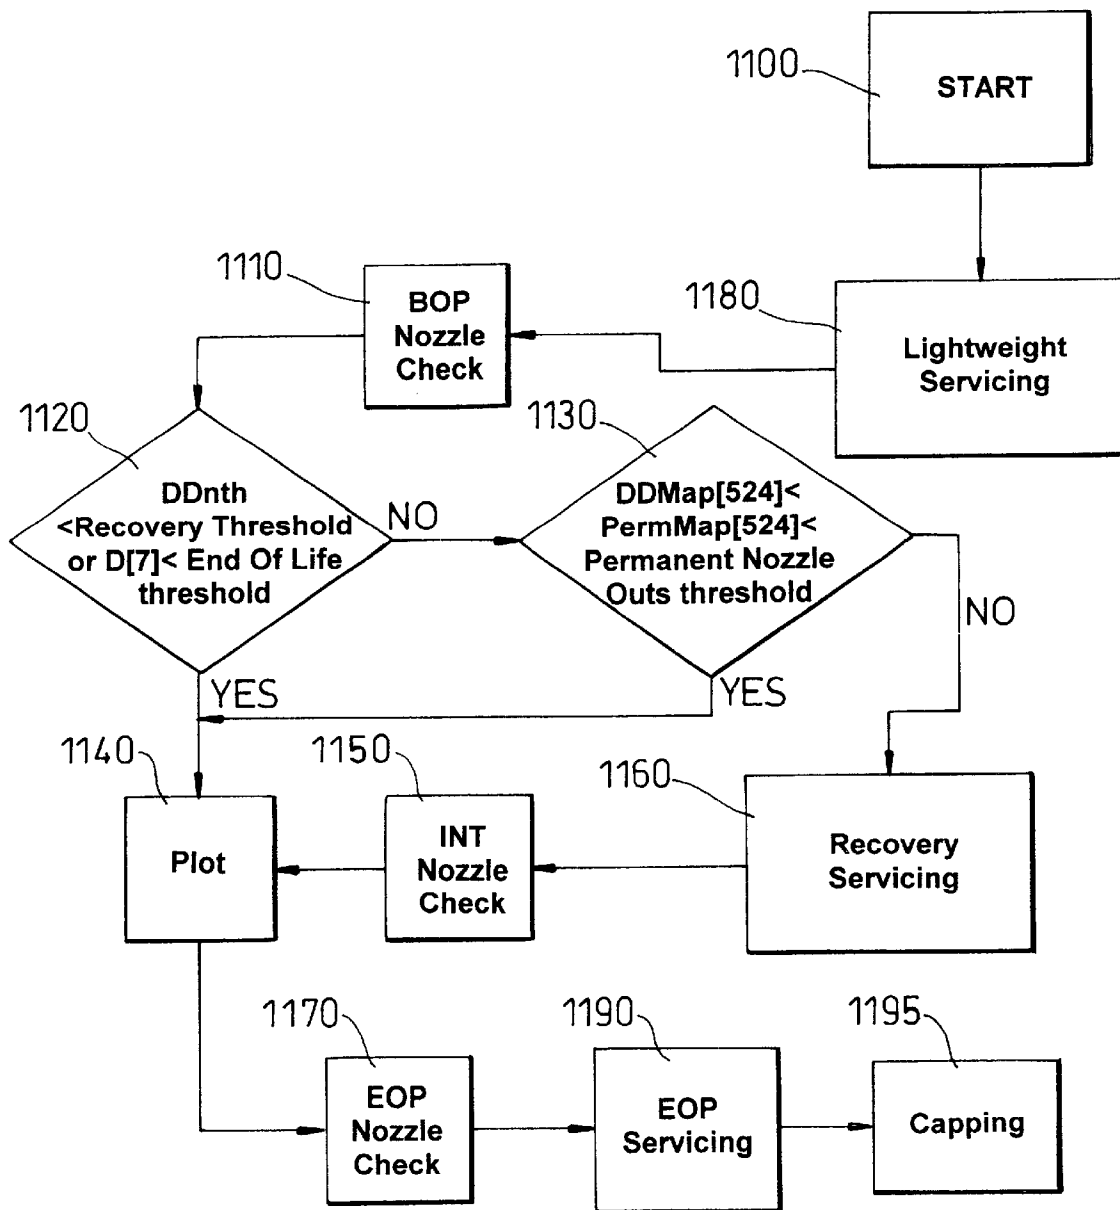 1100
START
1110
BOP
Nozzle
Check
1180
Lightweight
Servicing
1120
DDnth
<Recovery Threshold
or D[7]< End Of Life
threshold
NO
1130
DDMap[524]<
PermMap[524]<
Permanent Nozzle
Outs threshold
NO
YES
YES
1140
Plot
1150
INT
Nozzle
Check
1160
Recovery
Servicing
1170
EOP
Nozzle
Check
1190
EOP
Servicing
1195
Capping